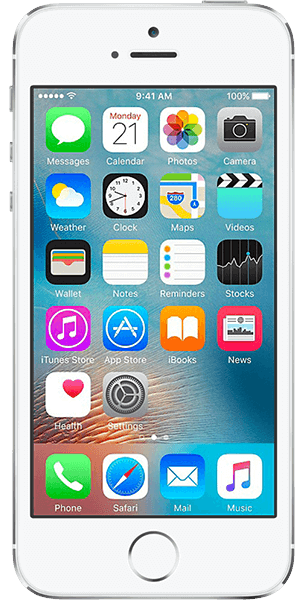 9:41 AM 100%
Monday
21
Messages Calendar Photos Camera
280
Weather Clock Maps Videos
Wallet Notes Reminders Stocks
iTunes Store App Store iBooks News
Health Settings
Phone Safari Mail Music